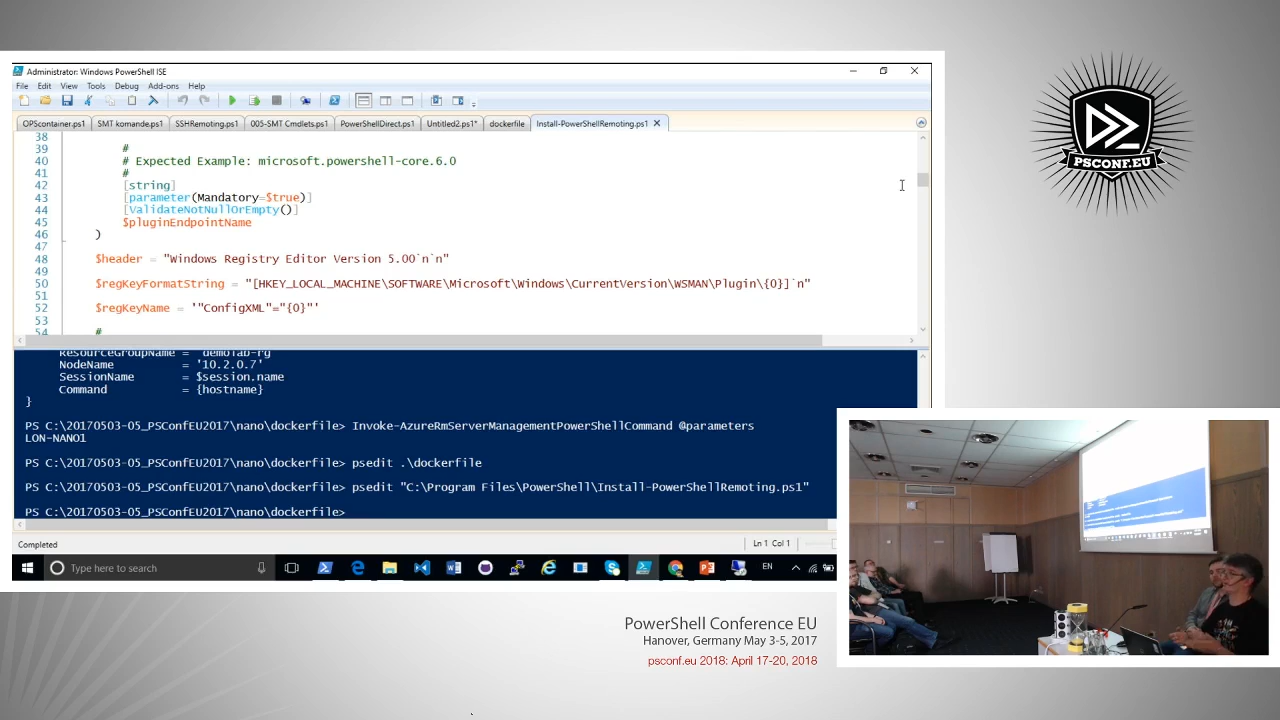 Administrator: Windows PowerShell ISE
File Edit View Tools Debug Add-ons Help
OPScontainer.ps1 SMT komande.ps1 SSHRemoting.ps1 005-SMT Cmdlets.ps1 PowerShellDirect.ps1 Untitled2.ps1* dockerfile Install-PowerShellRemoting.ps1 X
38
39 #
40 # Expected Example: microsoft.powershell-core.6.0
41 #
42 [string]
43 [parameter(Mandatory=$true)]
44 [ValidateNotNullOrEmpty()]
45 $pluginEndpointName
46 )
47
48 $header = "Windows Registry Editor Version 5.00`n`n"
49
50 $regKeyFormatString = "[HKEY_LOCAL_MACHINE\SOFTWARE\Microsoft\Windows\CurrentVersion\WSMAN\Plugin\{0}]`n"
51
52 $regKeyName = '"ConfigXML"="{0}"'
53
54 #
ResourceGroupName = 'demolab-rg'
NodeName = '10.2.0.7'
SessionName = $session.name
Command = {hostname}
}
PS C:\20170503-05_PSConfEU2017\nano\dockerfile> Invoke-AzureRmServerManagementPowerShellCommand @parameters
LON-NANO1
PS C:\20170503-05_PSConfEU2017\nano\dockerfile> psedit .\dockerfile
PS C:\20170503-05_PSConfEU2017\nano\dockerfile> psedit "C:\Program Files\PowerShell\Install-PowerShellRemoting.ps1"
PS C:\20170503-05_PSConfEU2017\nano\dockerfile>
Completed
Ln 1 Col 1
Type here to search
EN
PSCONF.EU
PowerShell Conference EU
Hanover, Germany May 3-5, 2017
psconf.eu 2018: April 17-20, 2018